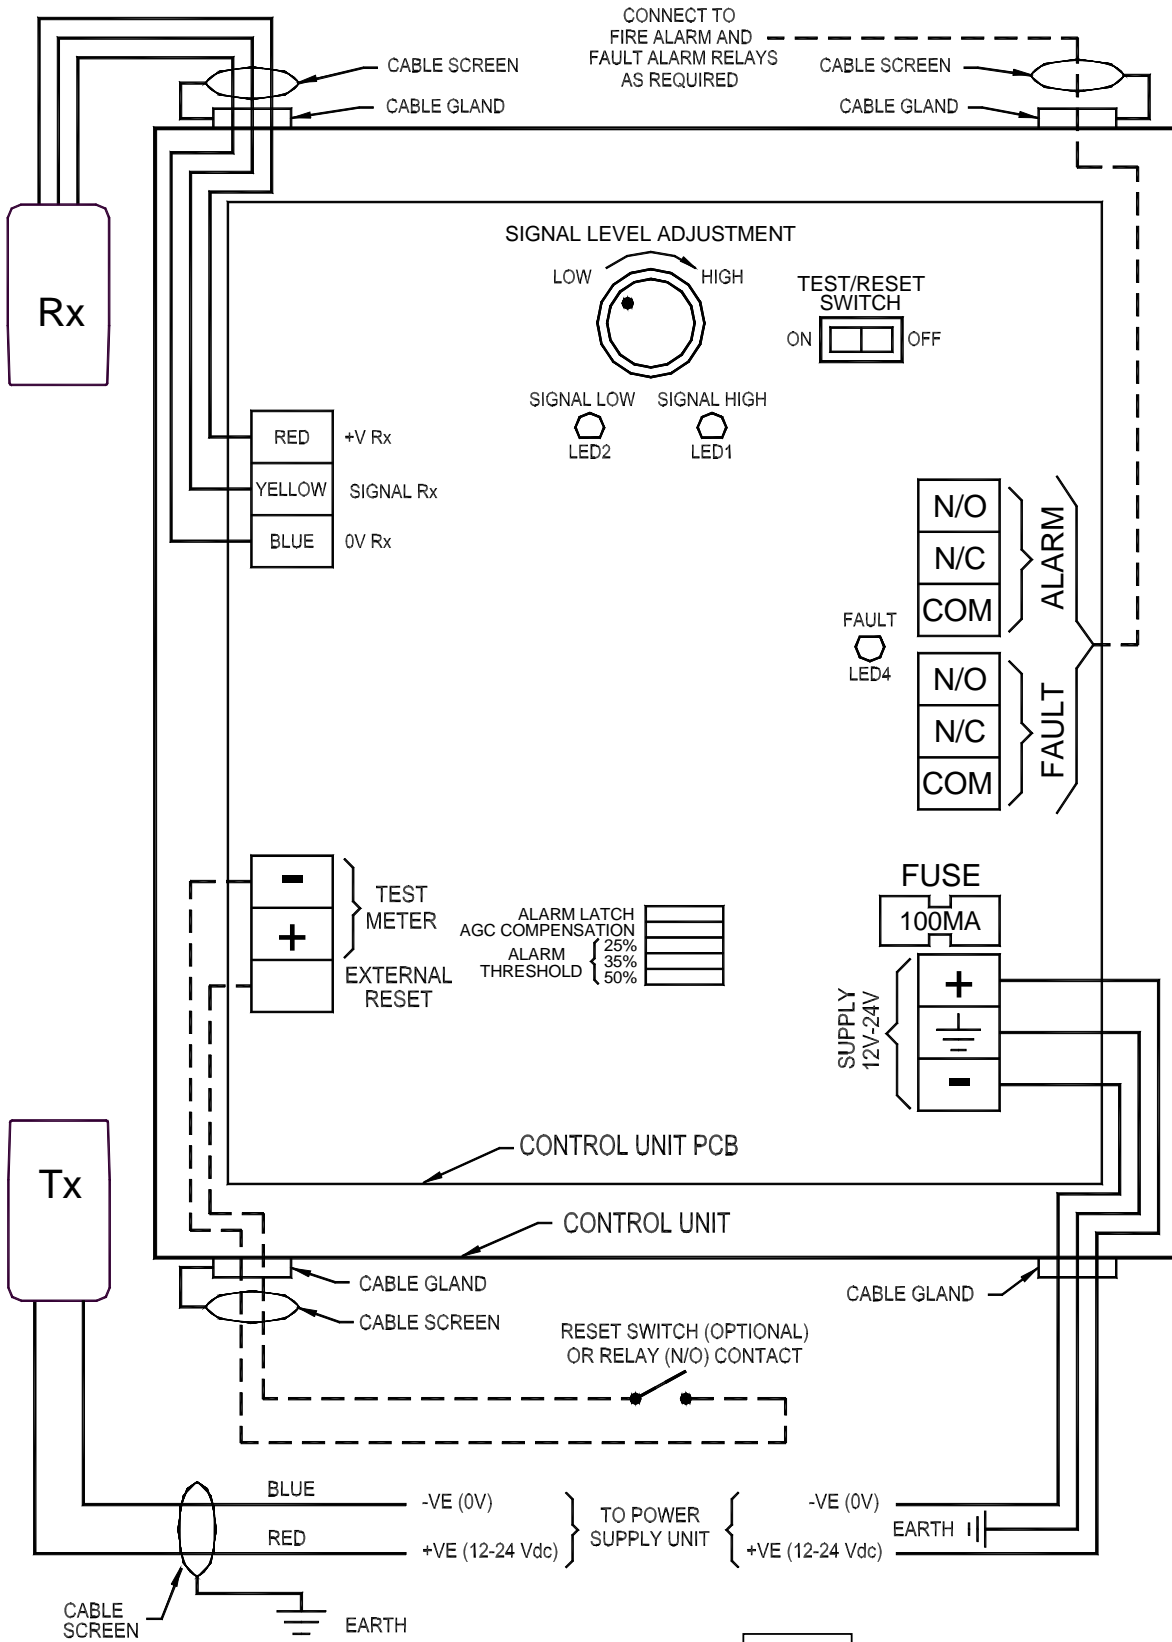 CONNECT TO
FIRE ALARM AND
FAULT ALARM RELAYS
AS REQUIRED
CABLE SCREEN
CABLE GLAND
CABLE SCREEN
CABLE GLAND
Rx
SIGNAL LEVEL ADJUSTMENT
LOW
HIGH
TEST/RESET
SWITCH
ON
OFF
SIGNAL LOW
SIGNAL HIGH
LED2
LED1
RED
+V Rx
YELLOW
SIGNAL Rx
BLUE
0V Rx
N/O
N/C
COM
ALARM
FAULT
LED4
N/O
N/C
COM
FAULT
-
+
TEST
METER
EXTERNAL
RESET
ALARM LATCH
AGC COMPENSATION
ALARM
THRESHOLD
25%
35%
50%
FUSE
100MA
SUPPLY
12V-24V
+
-
Tx
CONTROL UNIT PCB
CONTROL UNIT
CABLE GLAND
CABLE SCREEN
CABLE GLAND
RESET SWITCH (OPTIONAL)
OR RELAY (N/O) CONTACT
BLUE
-VE (0V)
RED
+VE (12-24 Vdc)
TO POWER
SUPPLY UNIT
-VE (0V)
EARTH
+VE (12-24 Vdc)
CABLE
SCREEN
EARTH